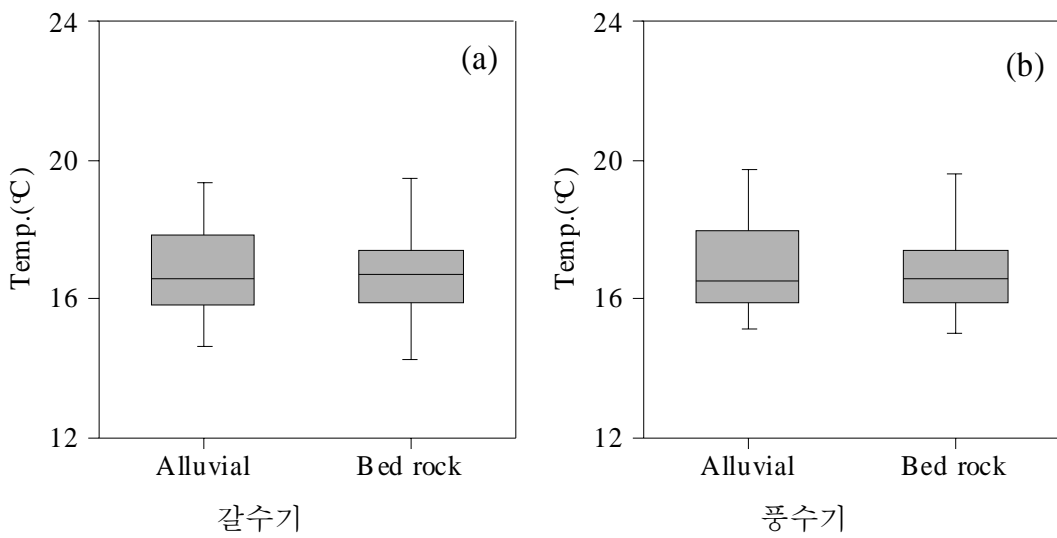 24
(a)
20
Temp.(℃)
16
12
Alluvial Bed rock
갈수기
24
(b)
20
Temp.(℃)
16
12
Alluvial Bed rock
풍수기